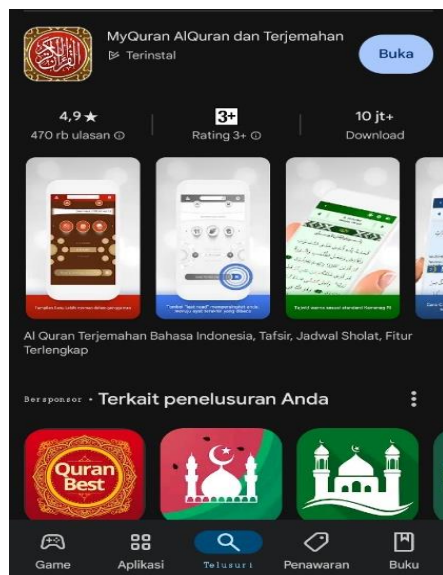 MyQuran AlQuran dan Terjemahan
Terinstal
Buka
4,9★
470 rb ulasan
3+
Rating 3+
10 jt+
Download
Al Quran Terjemahan Bahasa Indonesia, Tafsir, Jadwal Sholat, Fitur
Terlengkap
Bersponsor • Terkait penelusuran Anda
Quran
Best
Game
Aplikasi
Telusuri
Penawaran
Buku